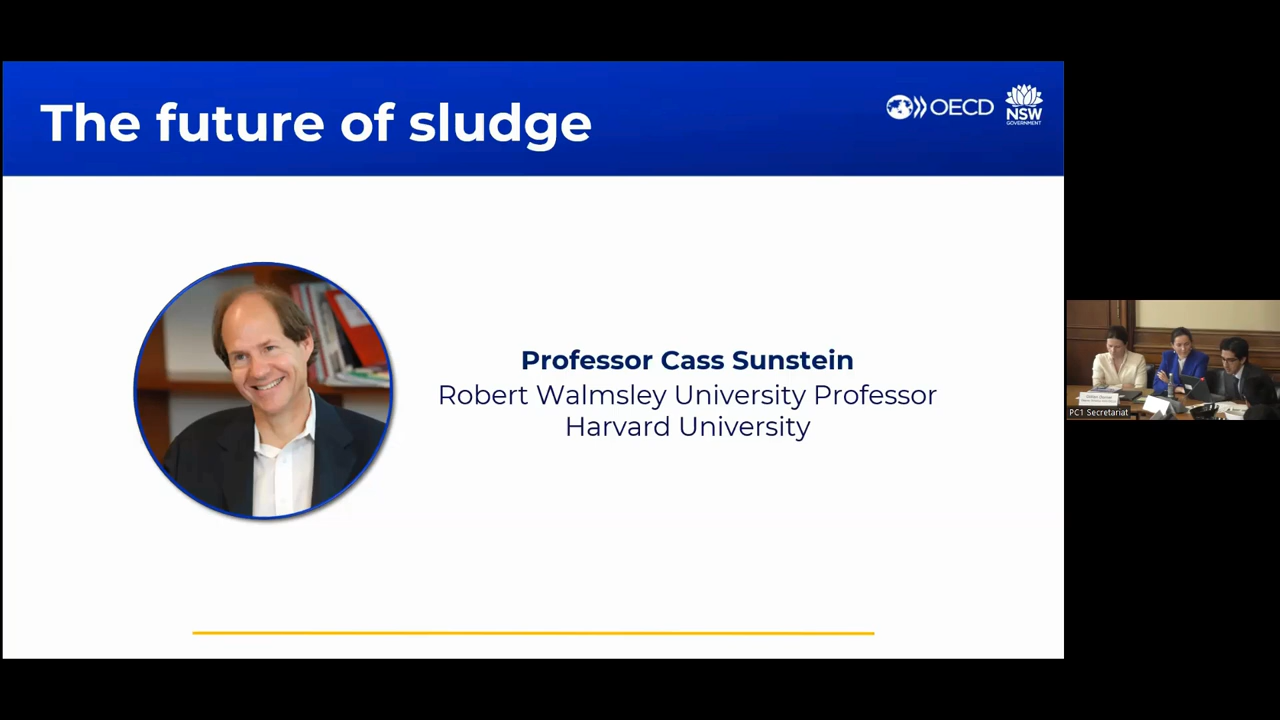 The future of sludge
OECD
NSW
GOVERNMENT
Professor Cass Sunstein
Robert Walmsley University Professor
Harvard University
PC1 Secretariat